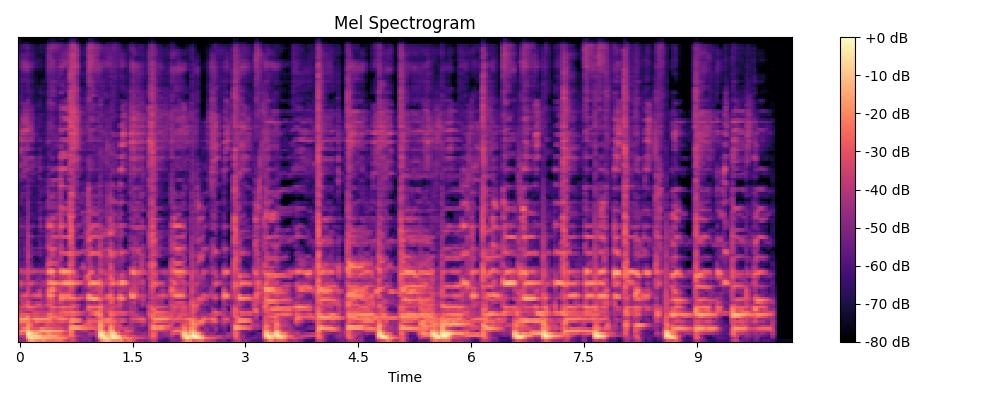 Mel Spectrogram
+0 dB
-10 dB
-20 dB
-30 dB
-40 dB
-50 dB
-60 dB
-70 dB
-80 dB
0 1.5 3 4.5 6 7.5 9
Time